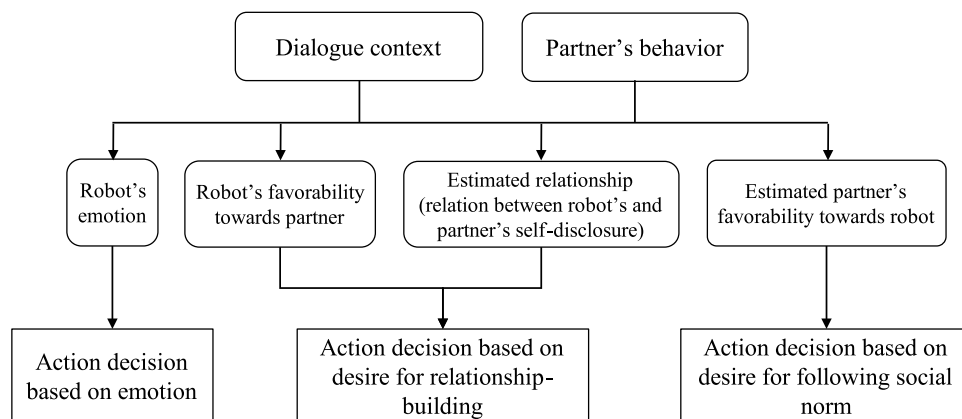 Dialogue context
Partner's behavior
Robot's
emotion
Robot's favorability
towards partner
Estimated relationship
(relation between robot's and
partner's self-disclosure)
Estimated partner's
favorability towards robot
Action decision
based on emotion
Action decision based on
desire for relationship-
building
Action decision based on
desire for following social
norm